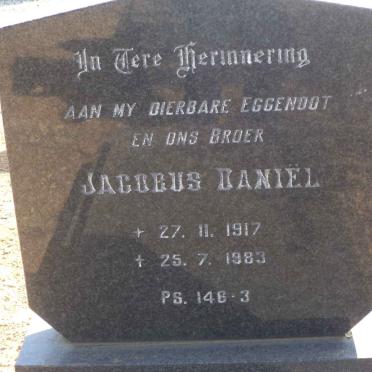 In Tere Herinnering
AAN MY DIERBARE EGGENOOT
EN ONS BROER
JACOBUS DANIËL
+ 27. 11. 1917
+ 25. 7. 1983
PS. 146-3